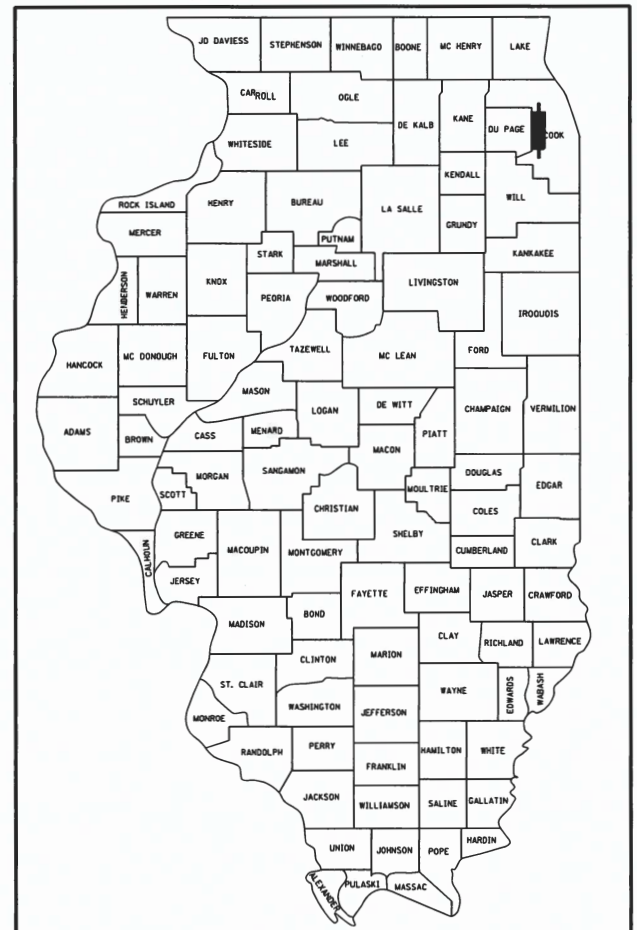 JD DAVIESS
STEPHENSON
WINNEBAGO
BOONE
MC HENRY
LAKE
CARROLL
OGLE
DE KALB
KANE
DU PAGE
COOK
WHITESIDE
LEE
KENDALL
WILL
ROCK ISLAND
HENRY
BUREAU
LA SALLE
GRUNDY
MERCER
PUTNAM
STARK
MARSHALL
KANKAKEE
HENDERSON
WARREN
KNOX
PEORIA
WOODFORD
LIVINGSTON
IROQUOIS
HANCOCK
MC DONOUGH
FULTON
TAZEWELL
MC LEAN
FORD
SCHUYLER
MASON
LOGAN
DE WITT
PIATT
CHAMPAIGN
VERMILION
ADAMS
BROWN
CASS
MENARD
MACON
PIKE
SCOTT
MORGAN
SANGAMON
CHRISTIAN
MOULTRIE
DOUGLAS
EDGAR
COLES
CALHOUN
GREENE
MACOUPIN
MONTGOMERY
SHELBY
CUMBERLAND
CLARK
JERSEY
FAYETTE
EFFINGHAM
JASPER
CRAWFORD
MADISON
BOND
CLAY
RICHLAND
LAWRENCE
CLINTON
MARION
ST. CLAIR
WAYNE
EDWARDS
WABASH
MONROE
WASHINGTON
JEFFERSON
RANDOLPH
PERRY
HAMILTON
WHITE
FRANKLIN
JACKSON
WILLIAMSON
SALINE
GALLATIN
UNION
JOHNSON
POPE
HARDIN
ALEXANDER
PULASKI
MASSAC